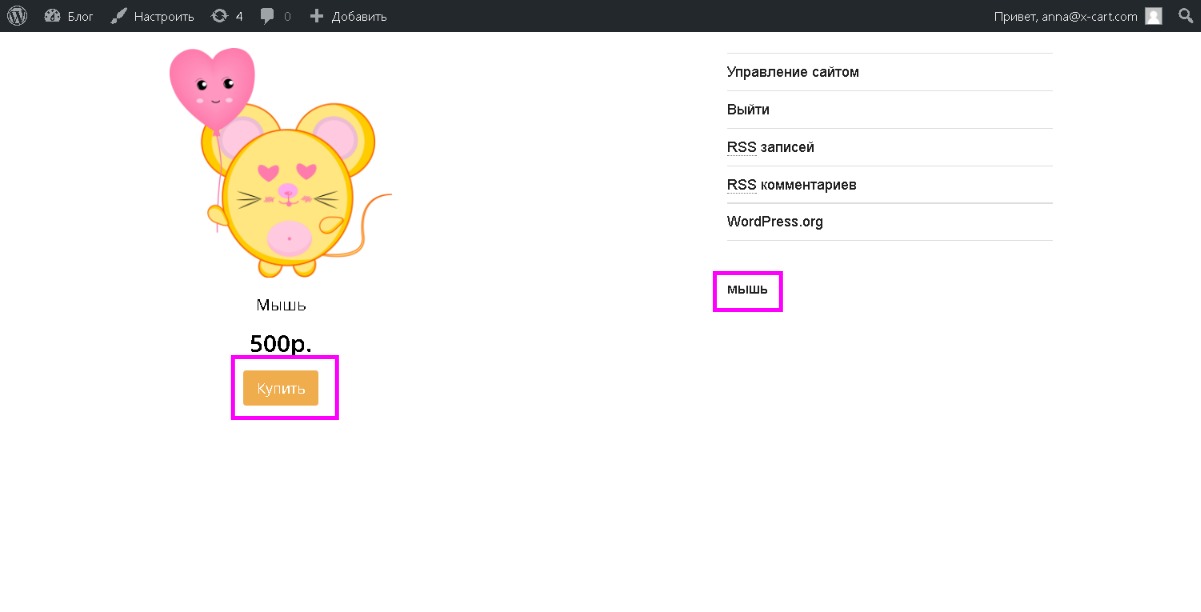 Блог Настроить 4 0 Добавить Привет, anna@x-cart.com
Мышь
500р.
Купить
Управление сайтом
Выйти
RSS записей
RSS комментариев
WordPress.org
мышь